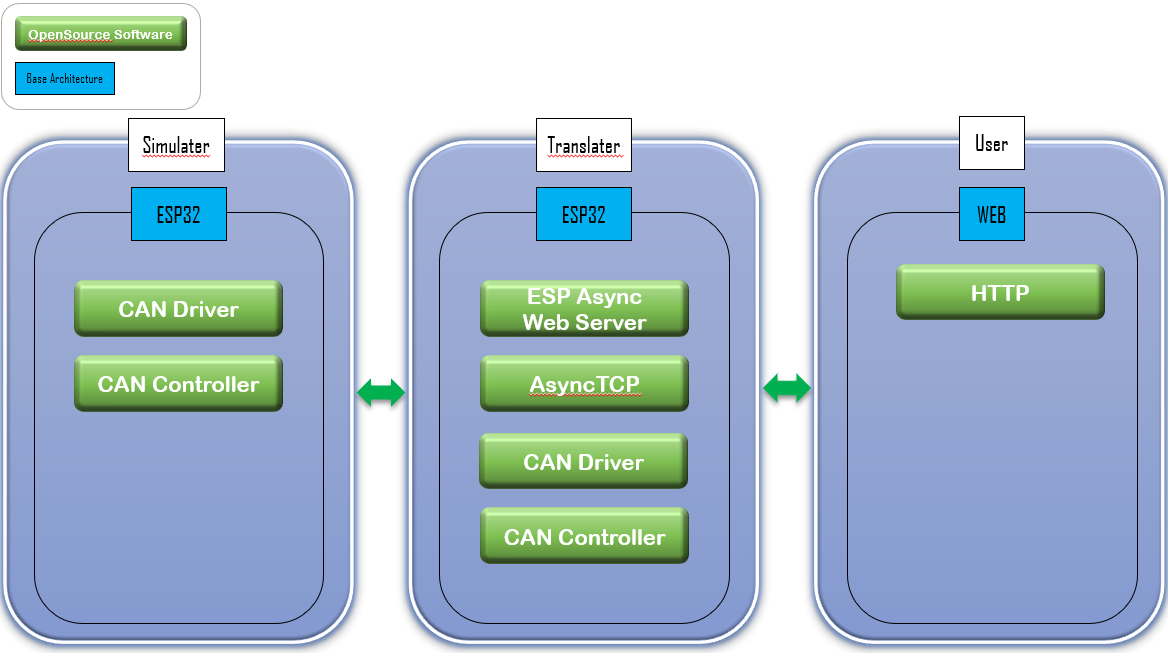 OpenSource Software
Base Architecture
Simulater
ESP32
CAN Driver
CAN Controller
Translater
ESP32
ESP Async
Web Server
AsyncTCP
CAN Driver
CAN Controller
User
WEB
HTTP